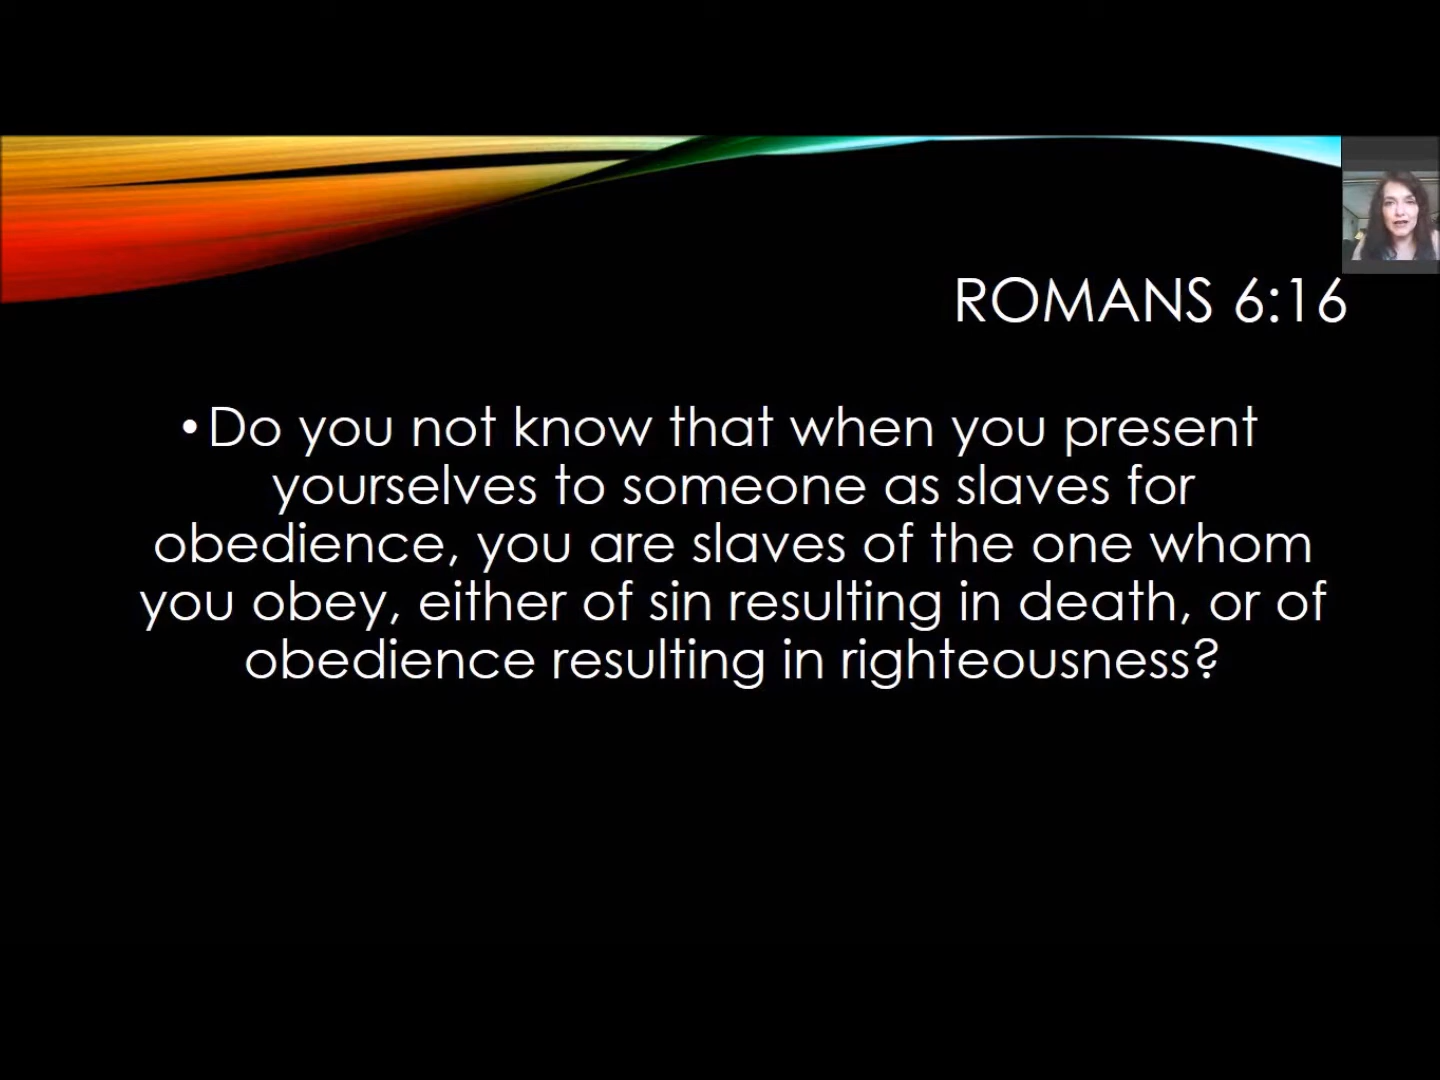 ROMANS 6:16
• Do you not know that when you present
yourselves to someone as slaves for
obedience, you are slaves of the one whom
you obey, either of sin resulting in death, or of
obedience resulting in righteousness?